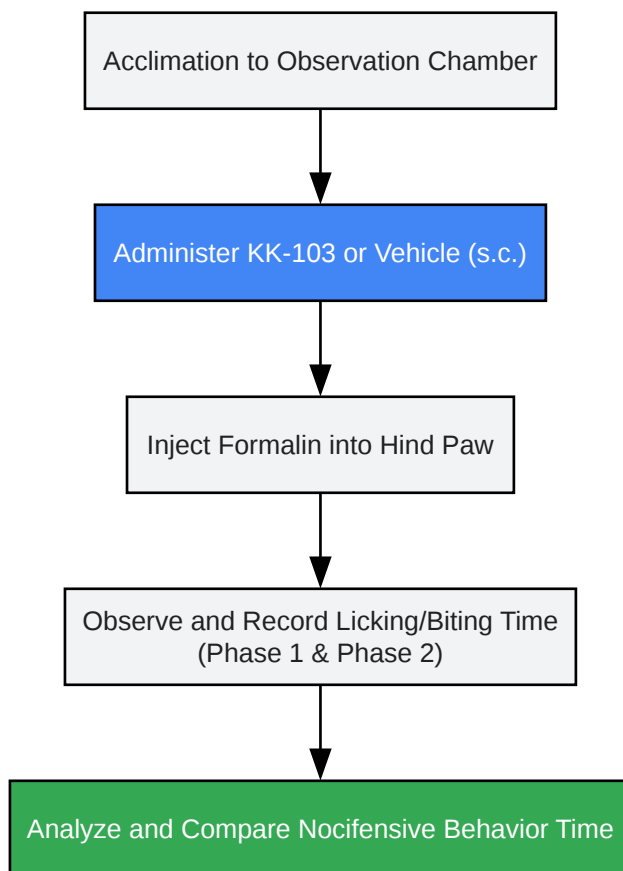 Acclimation to Observation Chamber
Administer KK-103 or Vehicle (s.c.)
Inject Formalin into Hind Paw
Observe and Record Licking/Biting Time
(Phase 1 & Phase 2)
Analyze and Compare Nocifensive Behavior Time